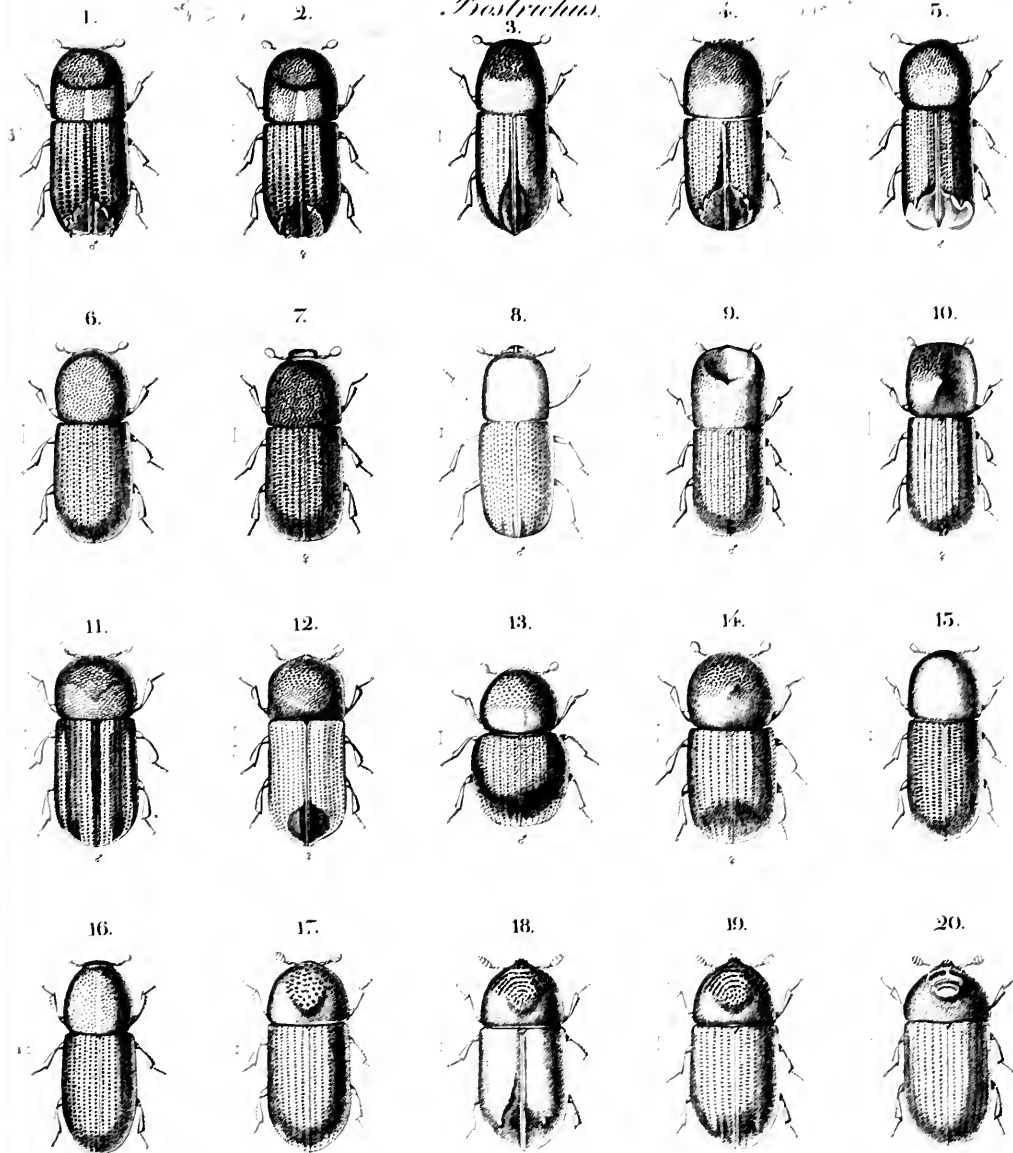 Bostrichus.
1. 2. 3. 4. 5.
♂ ♀ ♂
6. 7. 8. 9. 10.
♀ ♂ ♂ ♀
11. 12. 13. 14. 15.
♂ ♀ ♂ ♀
16. 17. 18. 19. 20.